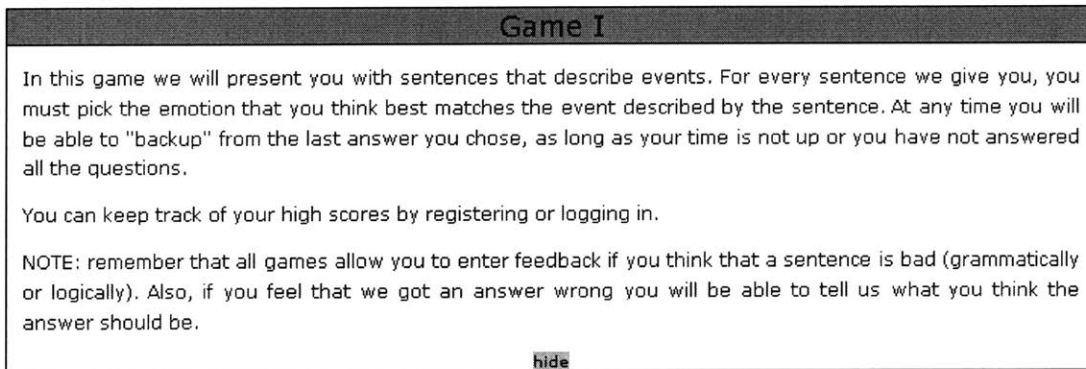 Game I
In this game we will present you with sentences that describe events. For every sentence we give you, you
must pick the emotion that you think best matches the event described by the sentence. At any time you will
be able to "backup" from the last answer you chose, as long as your time is not up or you have not answered
all the questions.
You can keep track of your high scores by registering or logging in.
NOTE: remember that all games allow you to enter feedback if you think that a sentence is bad (grammatically
or logically). Also, if you feel that we got an answer wrong you will be able to tell us what you think the
answer should be.
hide